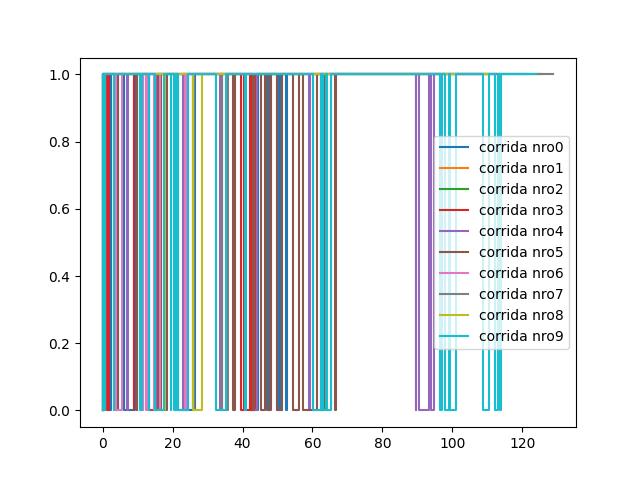 1.0
0.8
0.6
0.4
0.2
0.0
0 20 40 60 80 100 120
corrida nro0
corrida nro1
corrida nro2
corrida nro3
corrida nro4
corrida nro5
corrida nro6
corrida nro7
corrida nro8
corrida nro9